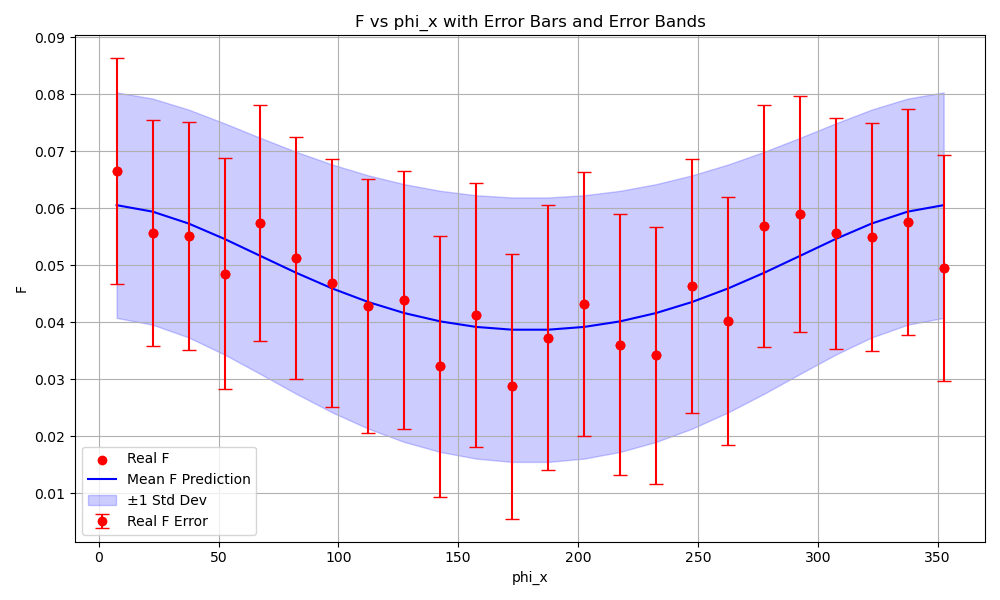 F vs phi_x with Error Bars and Error Bands
0.09
0.08
0.07
0.06
0.05
0.04
0.03
0.02
0.01
F
Real F
Mean F Prediction
±1 Std Dev
Real F Error
0 50 100 150 200 250 300 350
phi_x